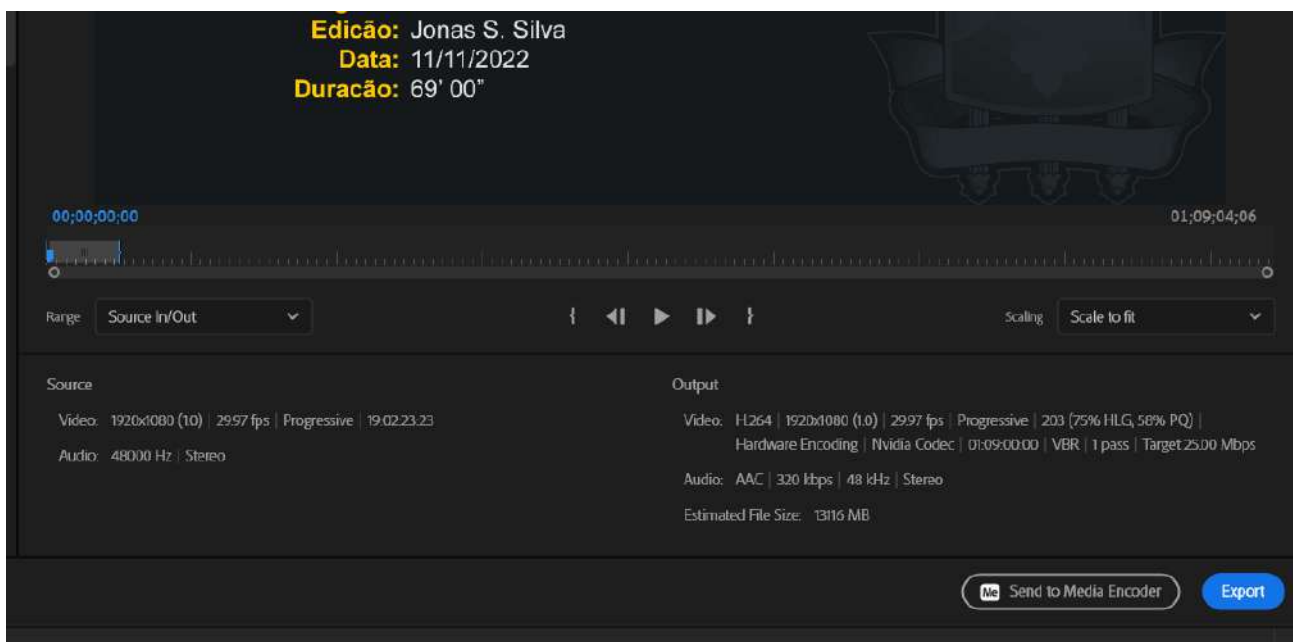 Edicão: Jonas S. Silva
Data: 11/11/2022
Duracão: 69' 00”
00;00;00;00
01;09;04;06
Range Source In/Out
Scaling Scale to fit
Source
Output
Video: 1920x1080 (1.0) | 29.97 fps | Progressive | 19:02:23:23
Audio: 48000 Hz | Stereo
Video: H.264 | 1920x1080 (1.0) | 29.97 fps | Progressive | 203 (75% HLG, 58% PQ) |
Hardware Encoding | Nvidia Codec | 01:09:00:00 | VBR | 1 pass | Target 25.00 Mbps
Audio: AAC | 320 kbps | 48 kHz | Stereo
Estimated File Size: 13116 MB
Me Send to Media Encoder
Export